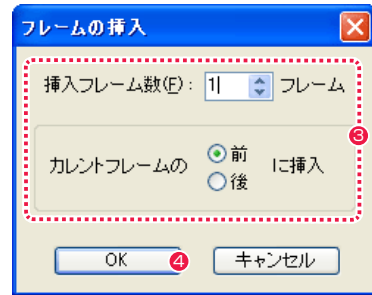 フレームの挿入
挿入フレーム数(F): 1 フレーム
カレントフレームの ◉前 に挿入
○後
❸
OK ❹ キャンセル